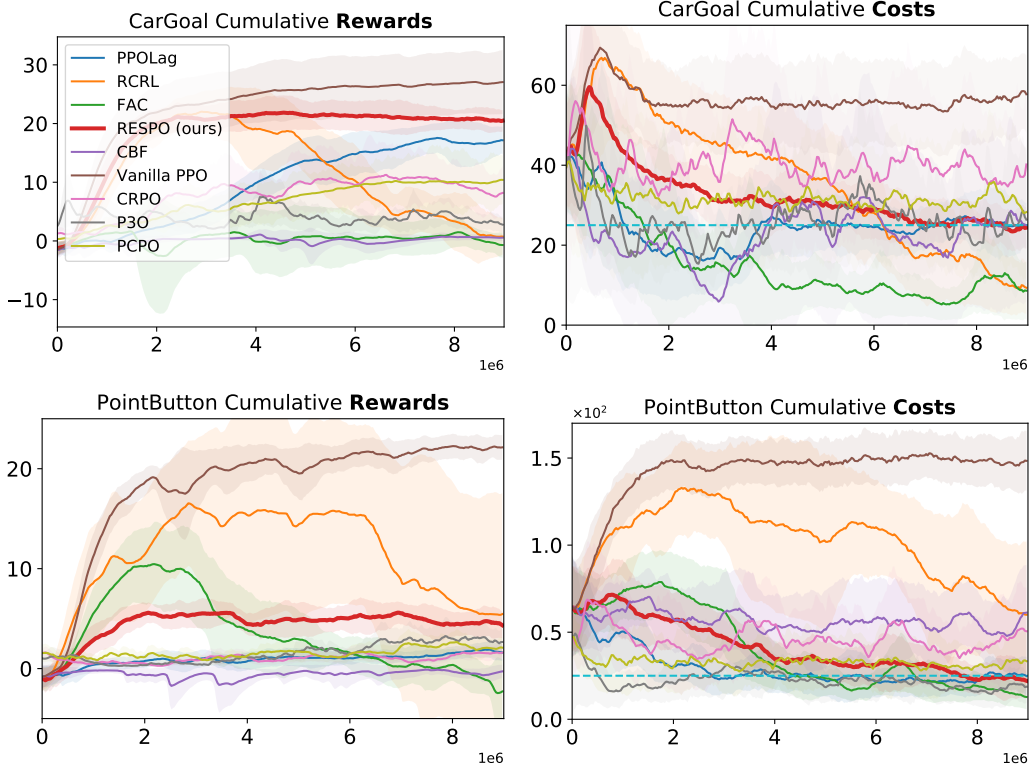 CarGoal Cumulative Rewards
30
20
10
0
−10
PPOLag
RCRL
FAC
RESPO (ours)
CBF
Vanilla PPO
CRPO
P3O
PCPO
0 2 4 6 8
1e6
CarGoal Cumulative Costs
60
40
20
0
0 2 4 6 8
1e6
PointButton Cumulative Rewards
20
10
0
0 2 4 6 8
1e6
×10²
PointButton Cumulative Costs
1.5
1.0
0.5
0.0
0 2 4 6 8
1e6